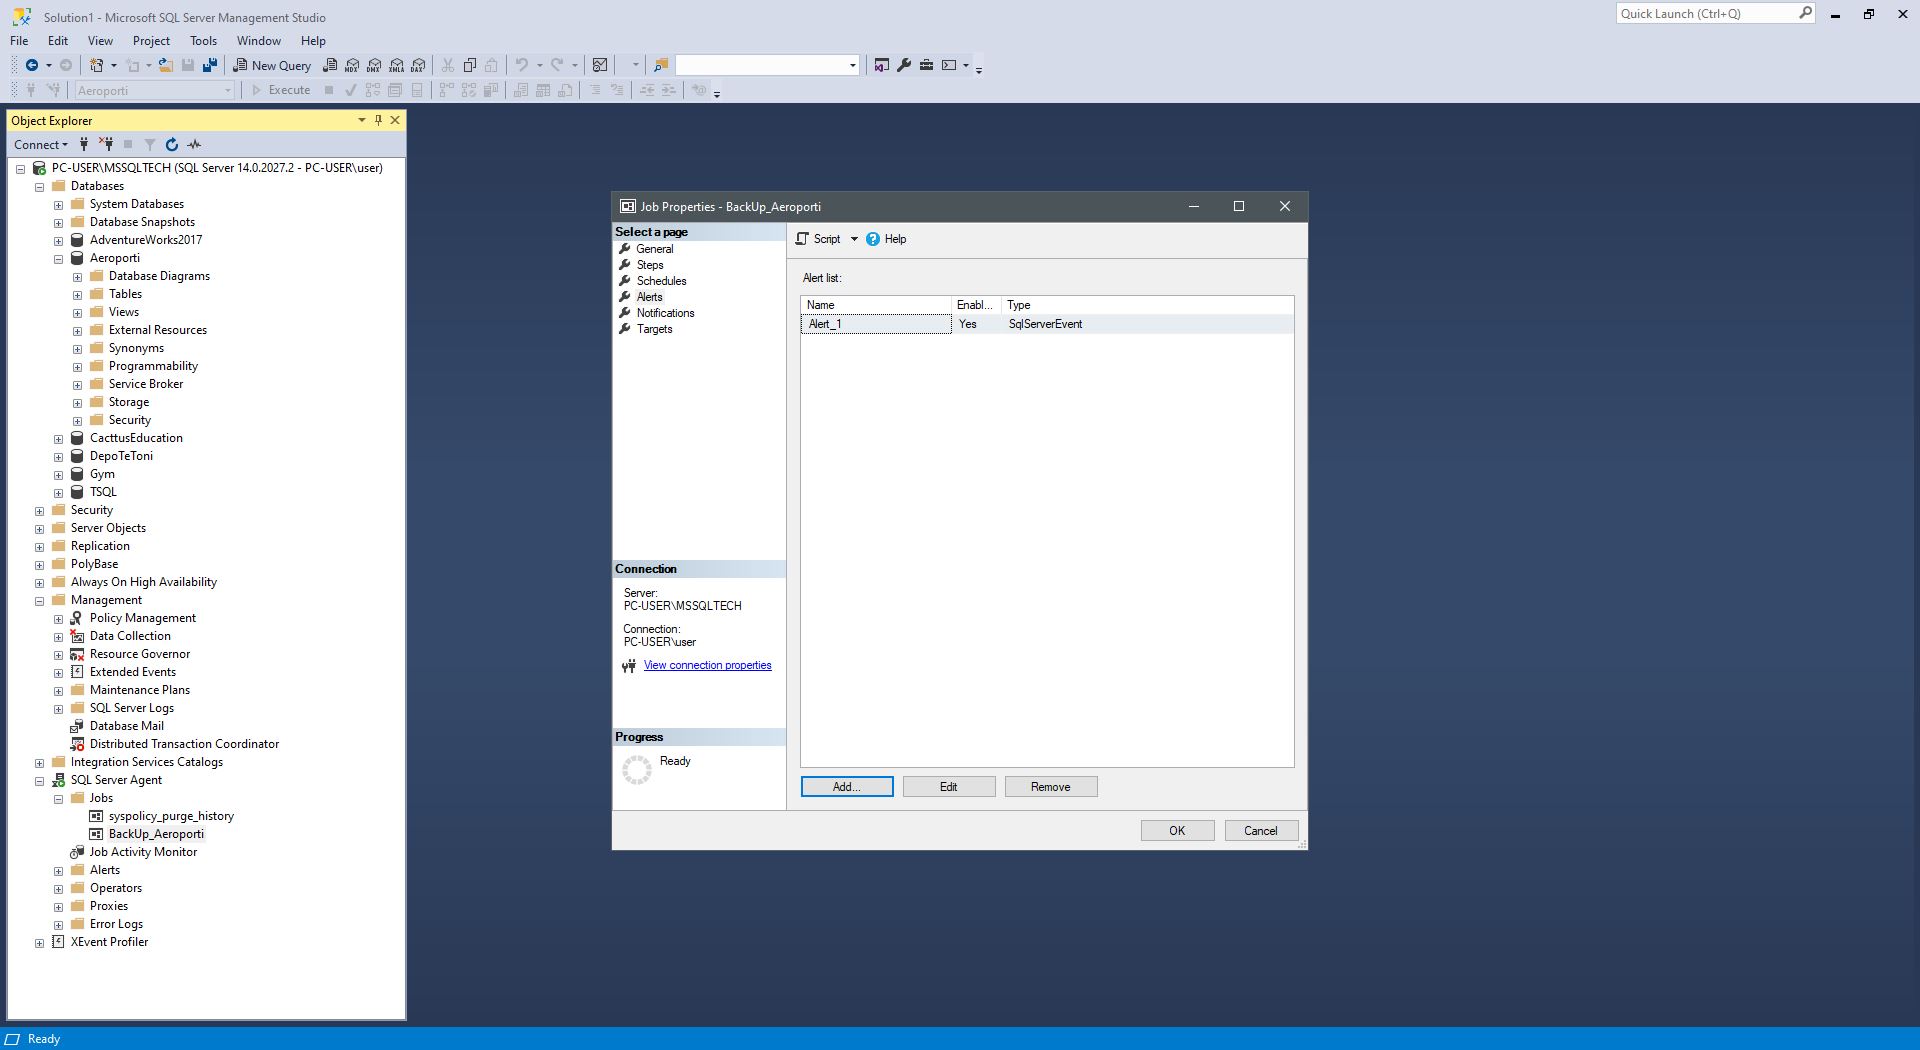 Solution1 - Microsoft SQL Server Management Studio
Quick Launch (Ctrl+Q)
File Edit View Project Tools Window Help
New Query MDX DMX XMLA DAX
Aeroporti Execute
Object Explorer
Connect
PC-USER\MSSQLTECH (SQL Server 14.0.2027.2 - PC-USER\user)
Databases
System Databases
Database Snapshots
AdventureWorks2017
Aeroporti
Database Diagrams
Tables
Views
External Resources
Synonyms
Programmability
Service Broker
Storage
Security
CacttusEducation
DepoTeToni
Gym
TSQL
Security
Server Objects
Replication
PolyBase
Always On High Availability
Management
Policy Management
Data Collection
Resource Governor
Extended Events
Maintenance Plans
SQL Server Logs
Database Mail
Distributed Transaction Coordinator
Integration Services Catalogs
SQL Server Agent
Jobs
syspolicy_purge_history
BackUp_Aeroporti
Job Activity Monitor
Alerts
Operators
Proxies
Error Logs
XEvent Profiler
Job Properties - BackUp_Aeroporti
Select a page
General
Steps
Schedules
Alerts
Notifications
Targets
Connection
Server:
PC-USER\MSSQLTECH
Connection:
PC-USER\user
View connection properties
Progress
Ready
Script Help
Alert list:
Name Enabl... Type
Alert_1 Yes SqlServerEvent
Add... Edit Remove
OK Cancel
Ready